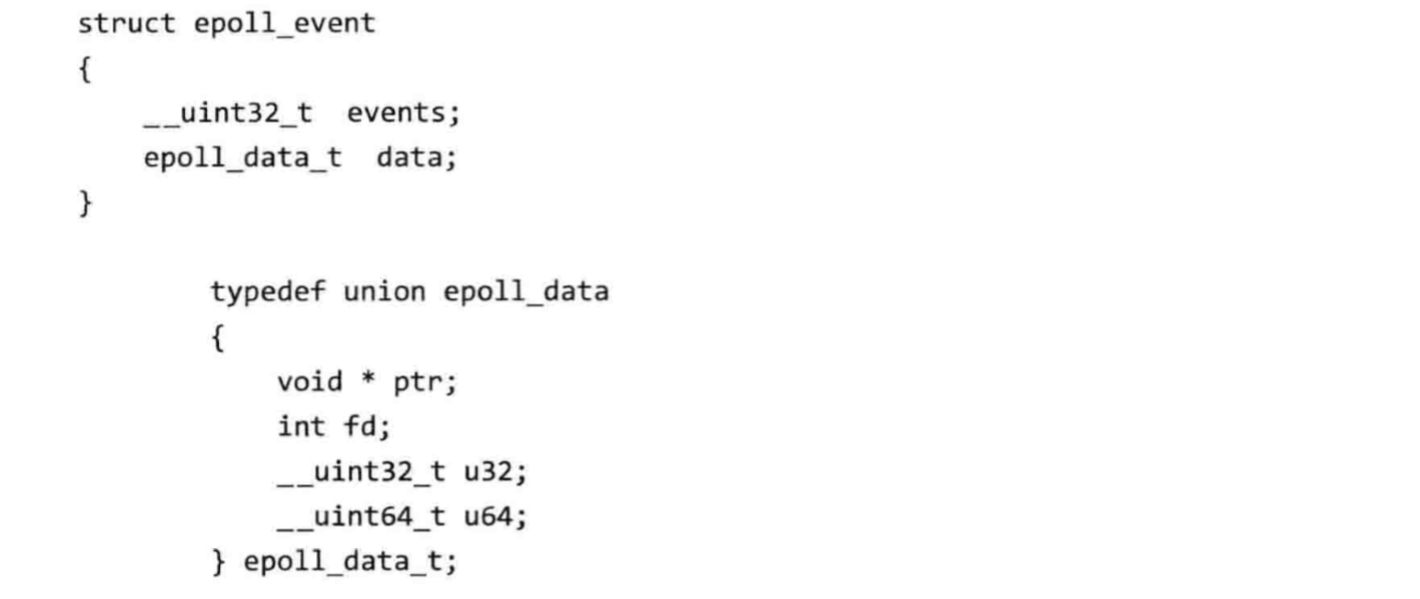 struct epoll_event
{
    __uint32_t  events;
    epoll_data_t  data;
}
typedef union epoll_data
{
    void * ptr;
    int fd;
    __uint32_t u32;
    __uint64_t u64;
} epoll_data_t;